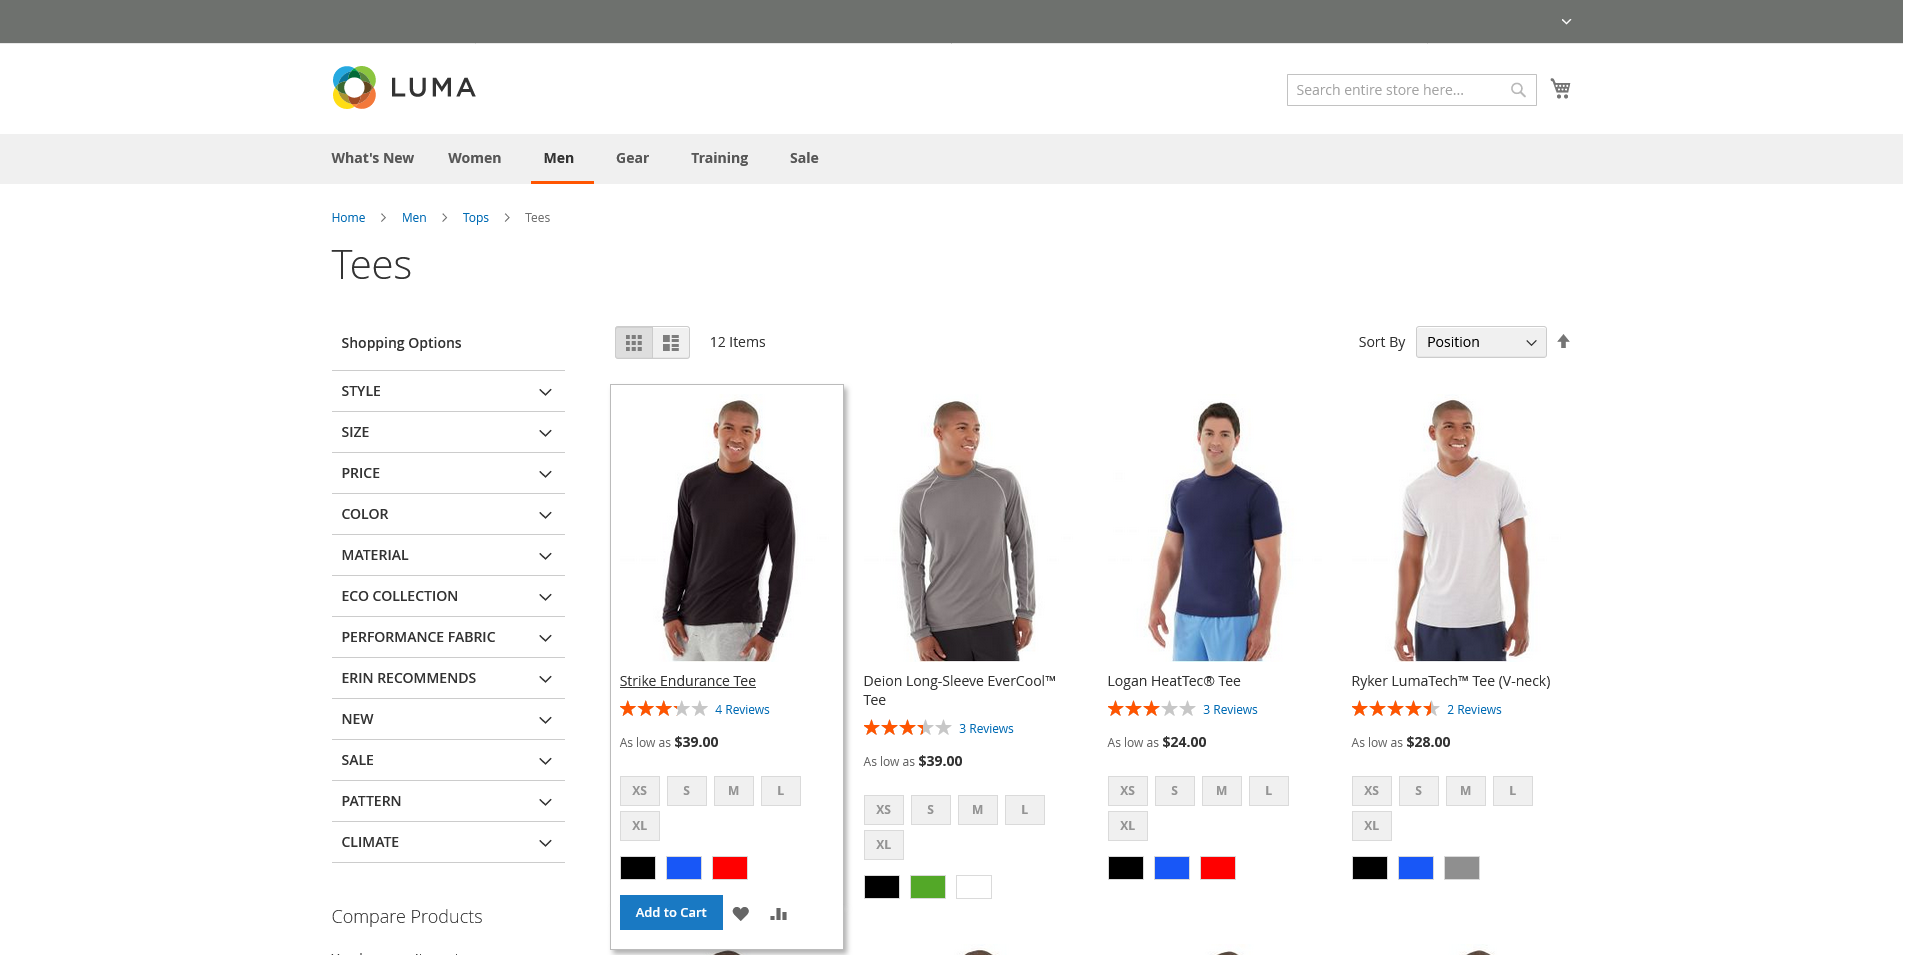 LUMA
Search entire store here...
What's New
Women
Men
Gear
Training
Sale
Home
Men
Tops
Tees
Tees
Shopping Options
STYLE
SIZE
PRICE
COLOR
MATERIAL
ECO COLLECTION
PERFORMANCE FABRIC
ERIN RECOMMENDS
NEW
SALE
PATTERN
CLIMATE
Compare Products
12 Items
Sort By
Position
Strike Endurance Tee
4 Reviews
As low as $39.00
XS S M L
XL
Add to Cart
Deion Long-Sleeve EverCool™
Tee
3 Reviews
As low as $39.00
XS S M L
XL
Logan HeatTec® Tee
3 Reviews
As low as $24.00
XS S M L
XL
Ryker LumaTech™ Tee (V-neck)
2 Reviews
As low as $28.00
XS S M L
XL